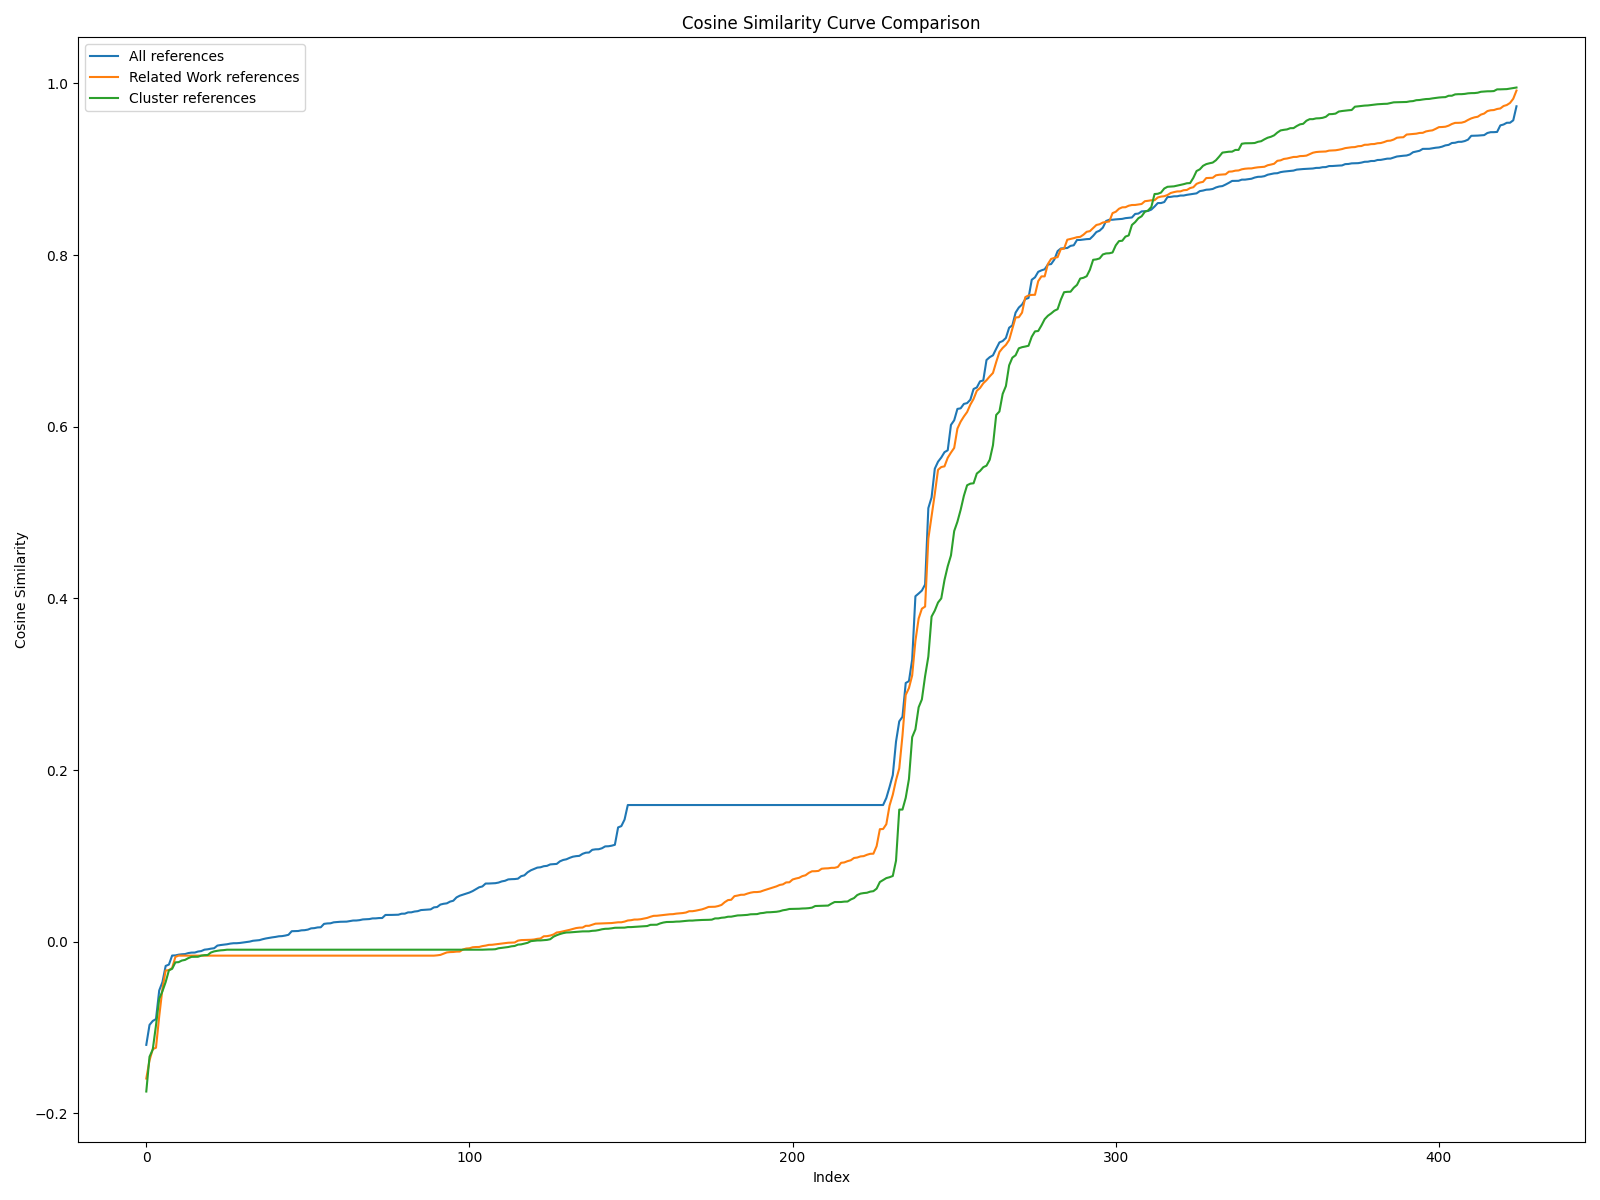 Cosine Similarity Curve Comparison
All references
Related Work references
Cluster references
1.0
0.8
0.6
0.4
0.2
0.0
−0.2
Cosine Similarity
0 100 200 300 400
Index